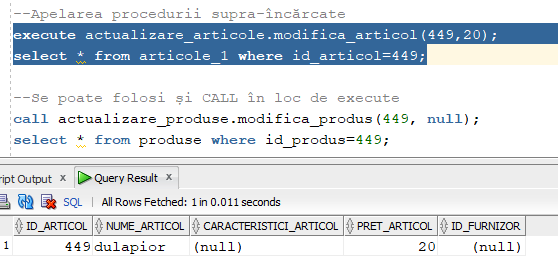 --Apelarea procedurii supra-încărcate
execute actualizare_articole.modifica_articol(449,20);
select * from articole_1 where id_articol=449;
--Se poate folosi și CALL în loc de execute
call actualizare_produse.modifica_produs(449, null);
select * from produse where id_produs=449;
ript Output x Query Result x
SQL | All Rows Fetched: 1 in 0.011 seconds
ID_ARTICOL NUME_ARTICOL CARACTERISTICI_ARTICOL PRET_ARTICOL ID_FURNIZOR
1 449 dulapior (null) 20 (null)